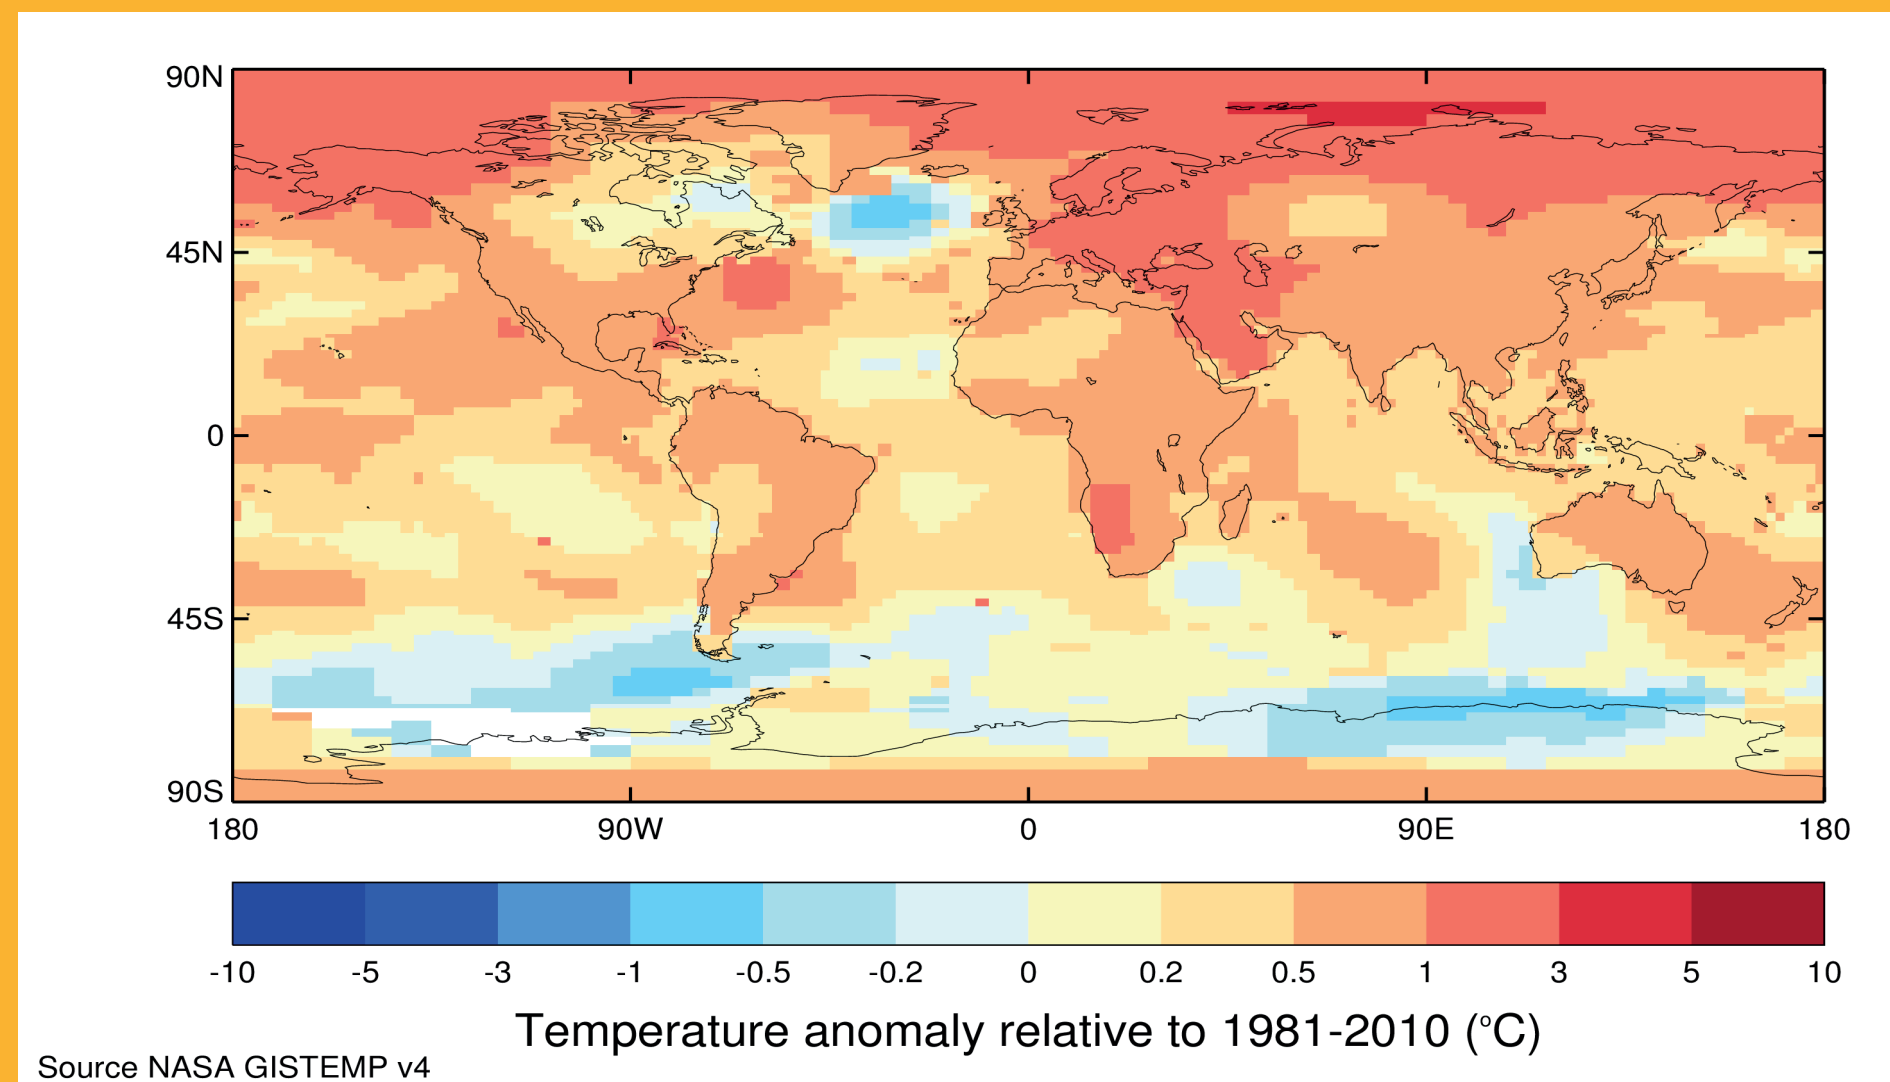 90N
45N
0
45S
90S
180 90W 0 90E 180
-10 -5 -3 -1 -0.5 -0.2 0 0.2 0.5 1 3 5 10
Temperature anomaly relative to 1981-2010 (°C)
Source NASA GISTEMP v4